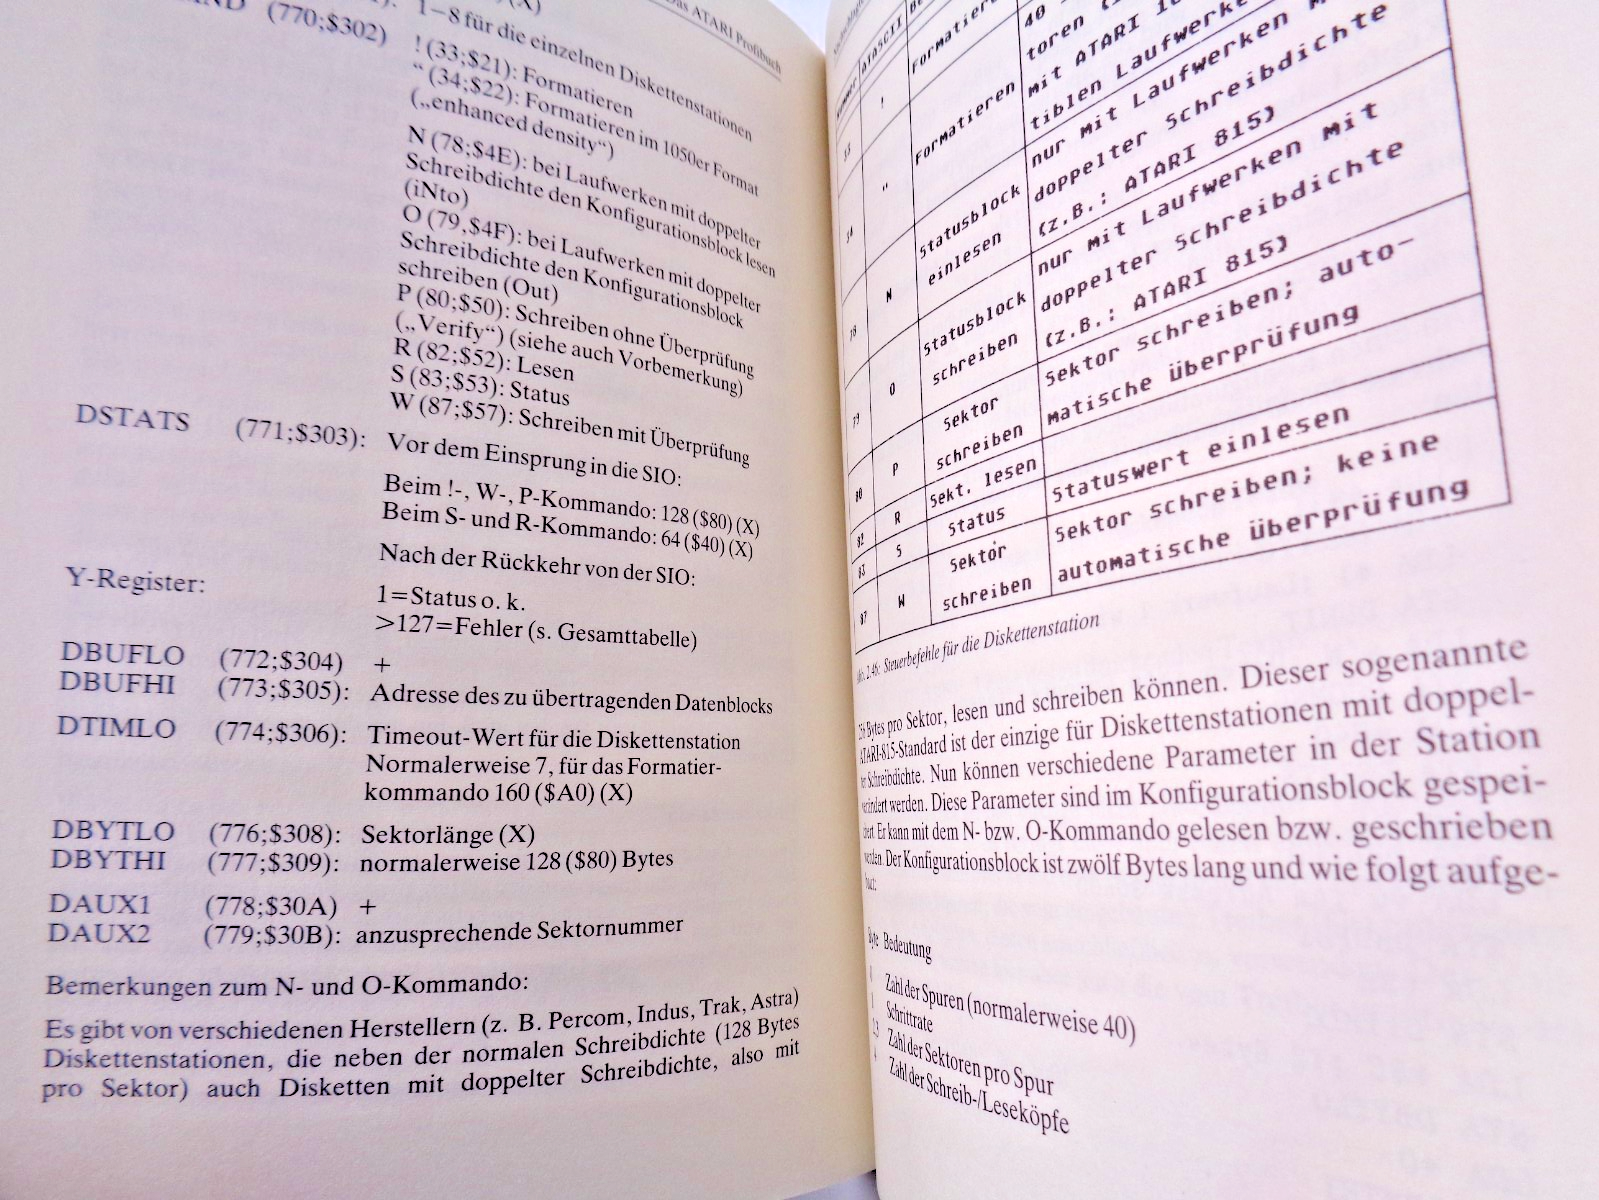 Das ATARI Profibuch
(770;$302)
1–8 für die einzelnen Diskettenstationen
! (33;$21): Formatieren
“ (34;$22): Formatieren im 1050er Format
(„enhanced density“)
N (78;$4E): bei Laufwerken mit doppelter
Schreibdichte den Konfigurationsblock lesen
(iNto)
O (79,$4F): bei Laufwerken mit doppelter
Schreibdichte den Konfigurationsblock
schreiben (Out)
P (80;$50): Schreiben ohne Überprüfung
(„Verify“) (siehe auch Vorbemerkung)
R (82;$52): Lesen
S (83;$53): Status
W (87;$57): Schreiben mit Überprüfung
DSTATS (771;$303): Vor dem Einsprung in die SIO:
Beim !-, W-, P-Kommando: 128 ($80) (X)
Beim S- und R-Kommando: 64 ($40) (X)
Nach der Rückkehr von der SIO:
Y-Register: 1=Status o. k.
>127=Fehler (s. Gesamttabelle)
DBUFLO (772;$304) +
DBUFHI (773;$305): Adresse des zu übertragenden Datenblocks
DTIMLO (774;$306): Timeout-Wert für die Diskettenstation
Normalerweise 7, für das Formatier-
kommando 160 ($A0) (X)
DBYTLO (776;$308): Sektorlänge (X)
DBYTHI (777;$309): normalerweise 128 ($80) Bytes
DAUX1 (778;$30A) +
DAUX2 (779;$30B): anzusprechende Sektornummer
Bemerkungen zum N- und O-Kommando:
Es gibt von verschiedenen Herstellern (z. B. Percom, Indus, Trak, Astra)
Diskettenstationen, die neben der normalen Schreibdichte (128 Bytes
pro Sektor) auch Disketten mit doppelter Schreibdichte, also mit
ATASCII
33 ! Formatieren 40
toren
mit ATARI
34 " Formatieren tiblen Laufwerke
nur mit Laufwerken
doppelter Schreibdichte
78 N Statusblock
einlesen
(z.B.: ATARI 815)
nur mit Laufwerken mit
doppelter Schreibdichte
79 O Statusblock
schreiben
(z.B.: ATARI 815)
80 P Sektor
schreiben
Sektor schreiben; auto-
matische Überprüfung
82 R Sekt. lesen
83 S Status Statuswert einlesen
87 W Sektor
schreiben
Sektor schreiben; keine
automatische Überprüfung
2.46: Steuerbefehle für die Diskettenstation
Bytes pro Sektor, lesen und schreiben können. Dieser sogenannte
ATARI-815-Standard ist der einzige für Diskettenstationen mit doppel-
ter Schreibdichte. Nun können verschiedene Parameter in der Station
verändert werden. Diese Parameter sind im Konfigurationsblock gespei-
chert. Er kann mit dem N- bzw. O-Kommando gelesen bzw. geschrieben
werden. Der Konfigurationsblock ist zwölf Bytes lang und wie folgt aufge-
baut:
Byte Bedeutung
Zahl der Spuren (normalerweise 40)
1 Schrittrate
Zahl der Sektoren pro Spur
4 Zahl der Schreib-/Leseköpfe